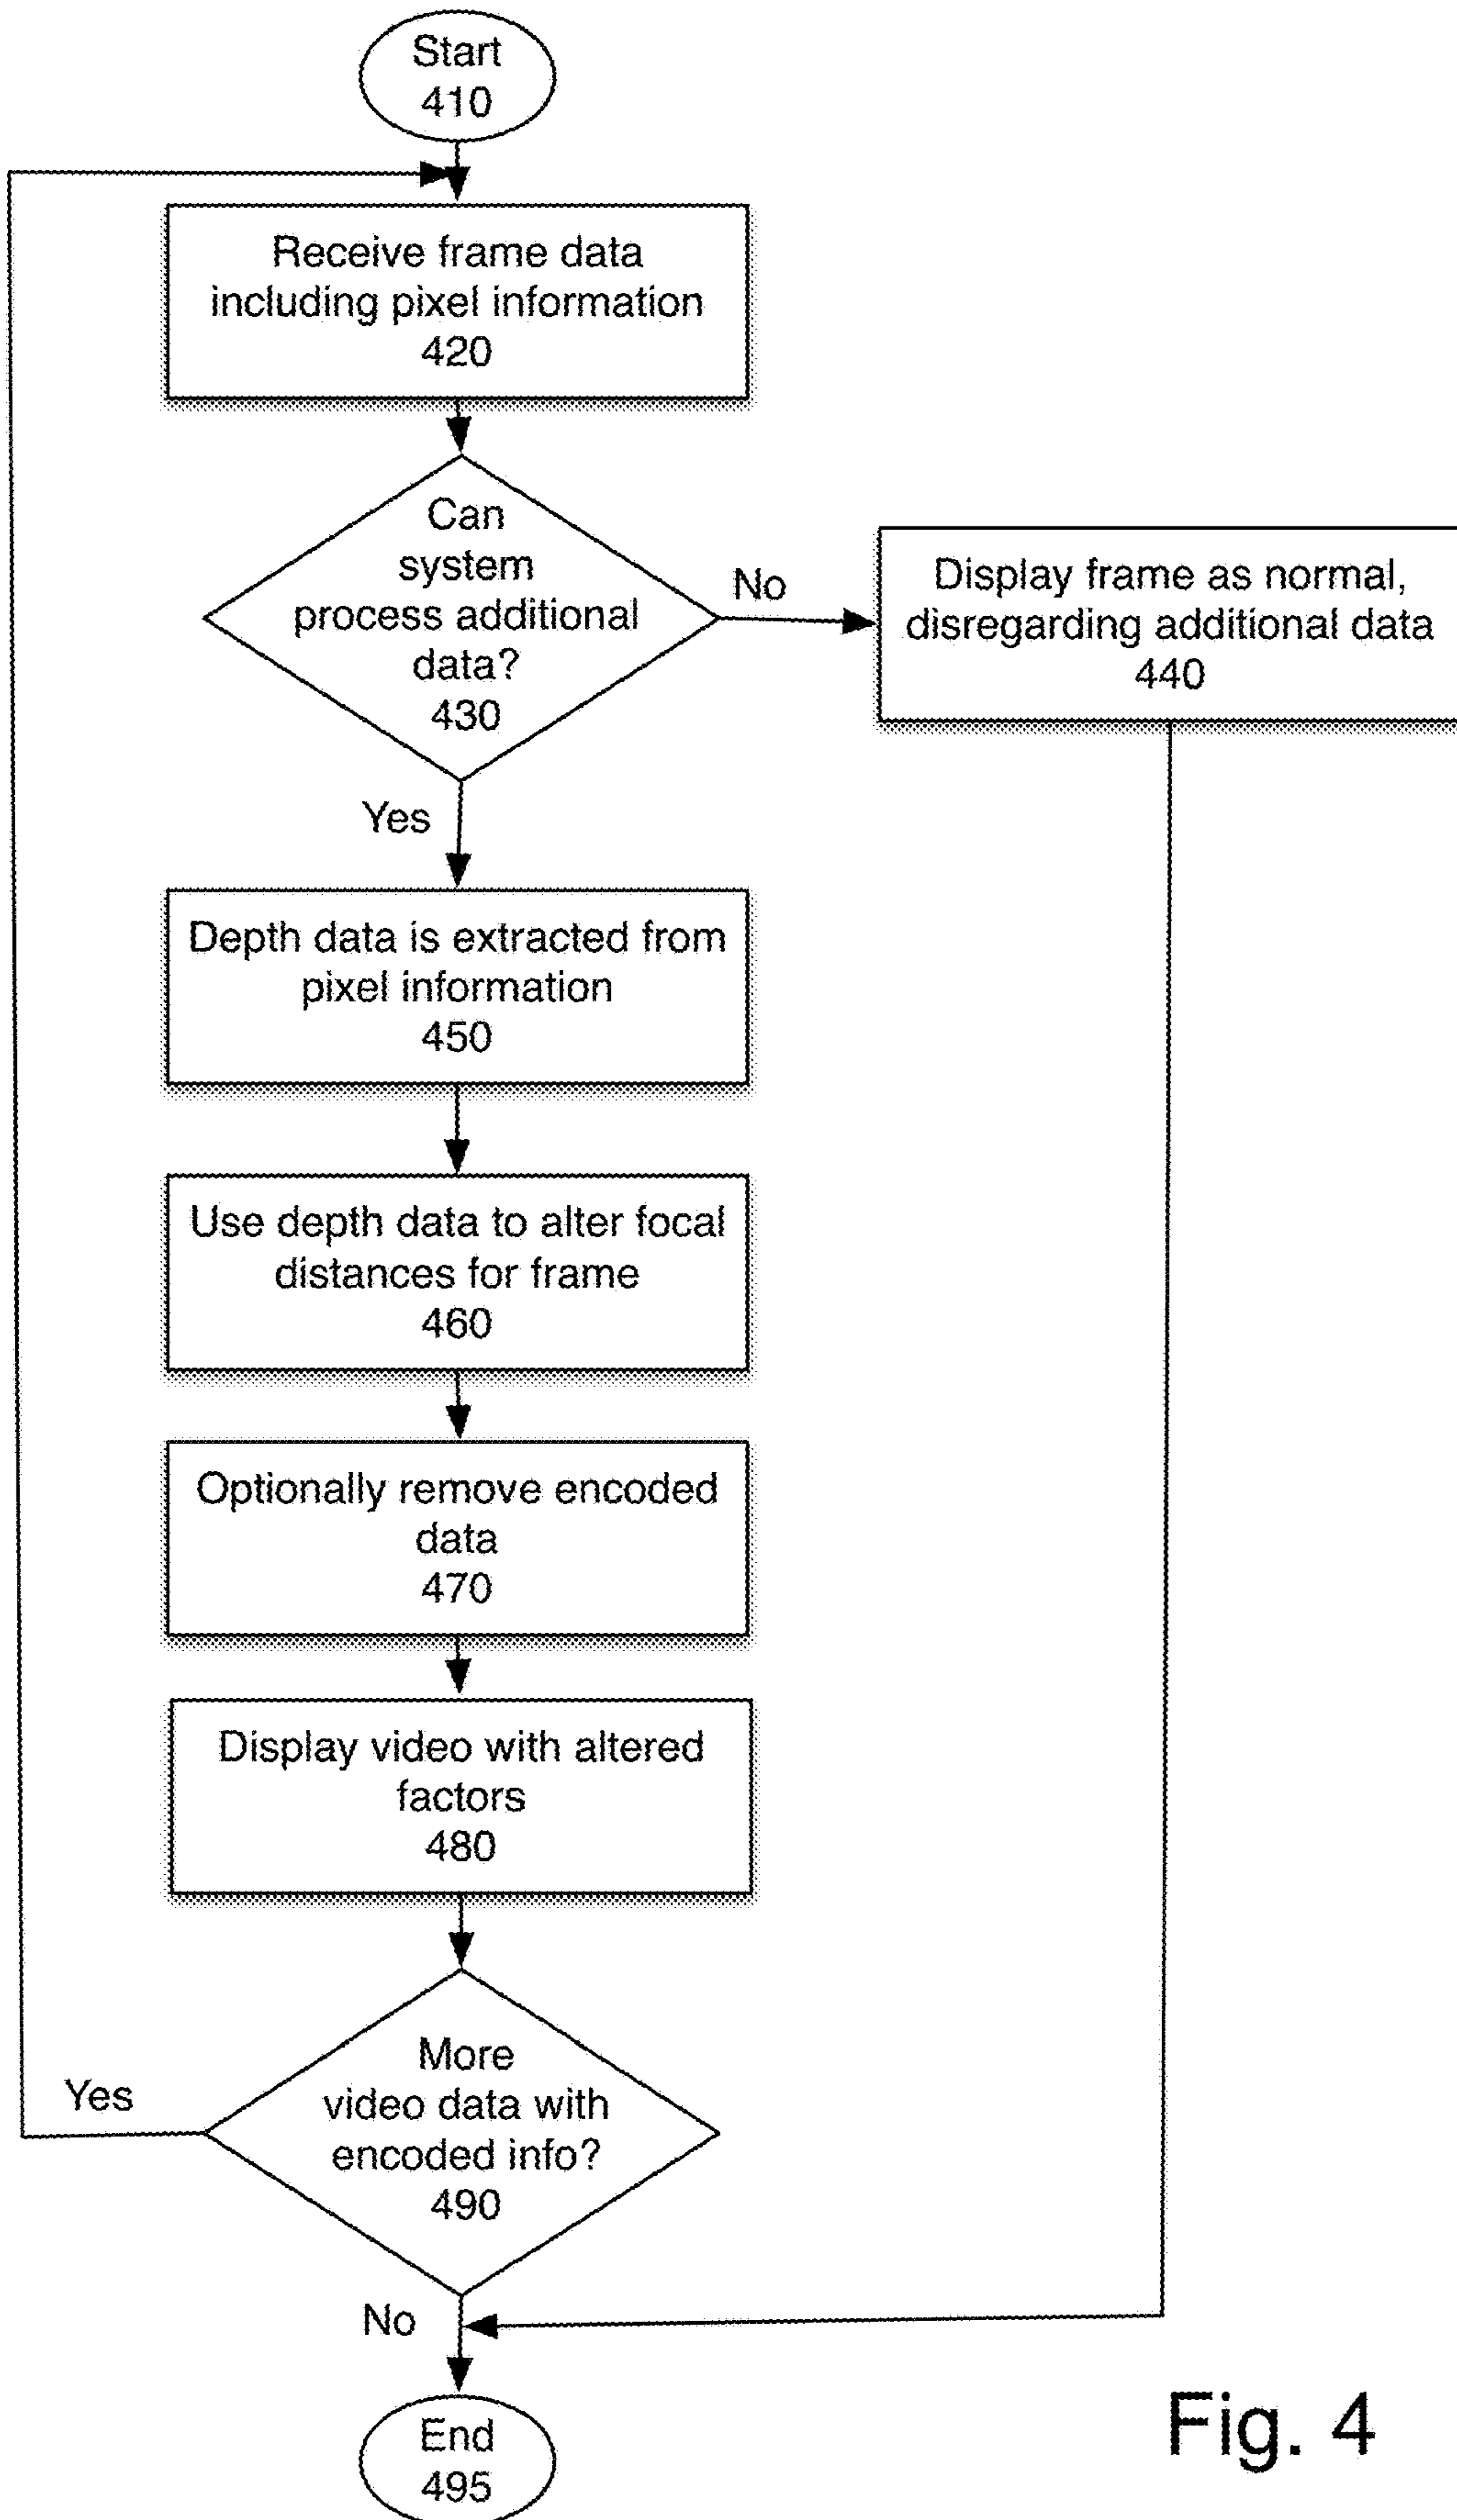 Start
410
Receive frame data
including pixel information
420
Can
system
process additional
data?
430
No
Display frame as normal,
disregarding additional data
440
Yes
Depth data is extracted from
pixel information
450
Use depth data to alter focal
distances for frame
460
Optionally remove encoded
data
470
Display video with altered
factors
480
More
video data with
encoded info?
490
Yes
No
End
495
Fig. 4